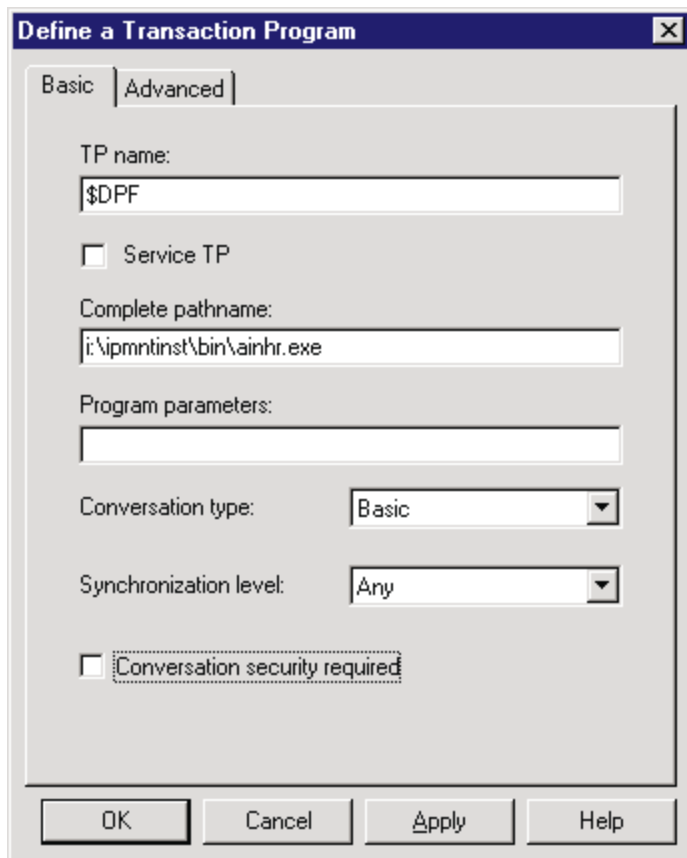 Define a Transaction Program
Basic Advanced
TP name:
$DPF
Service TP
Complete pathname:
i:\ipmntinst\bin\ainhr.exe
Program parameters:
Conversation type: Basic
Synchronization level: Any
Conversation security required
OK Cancel Apply Help